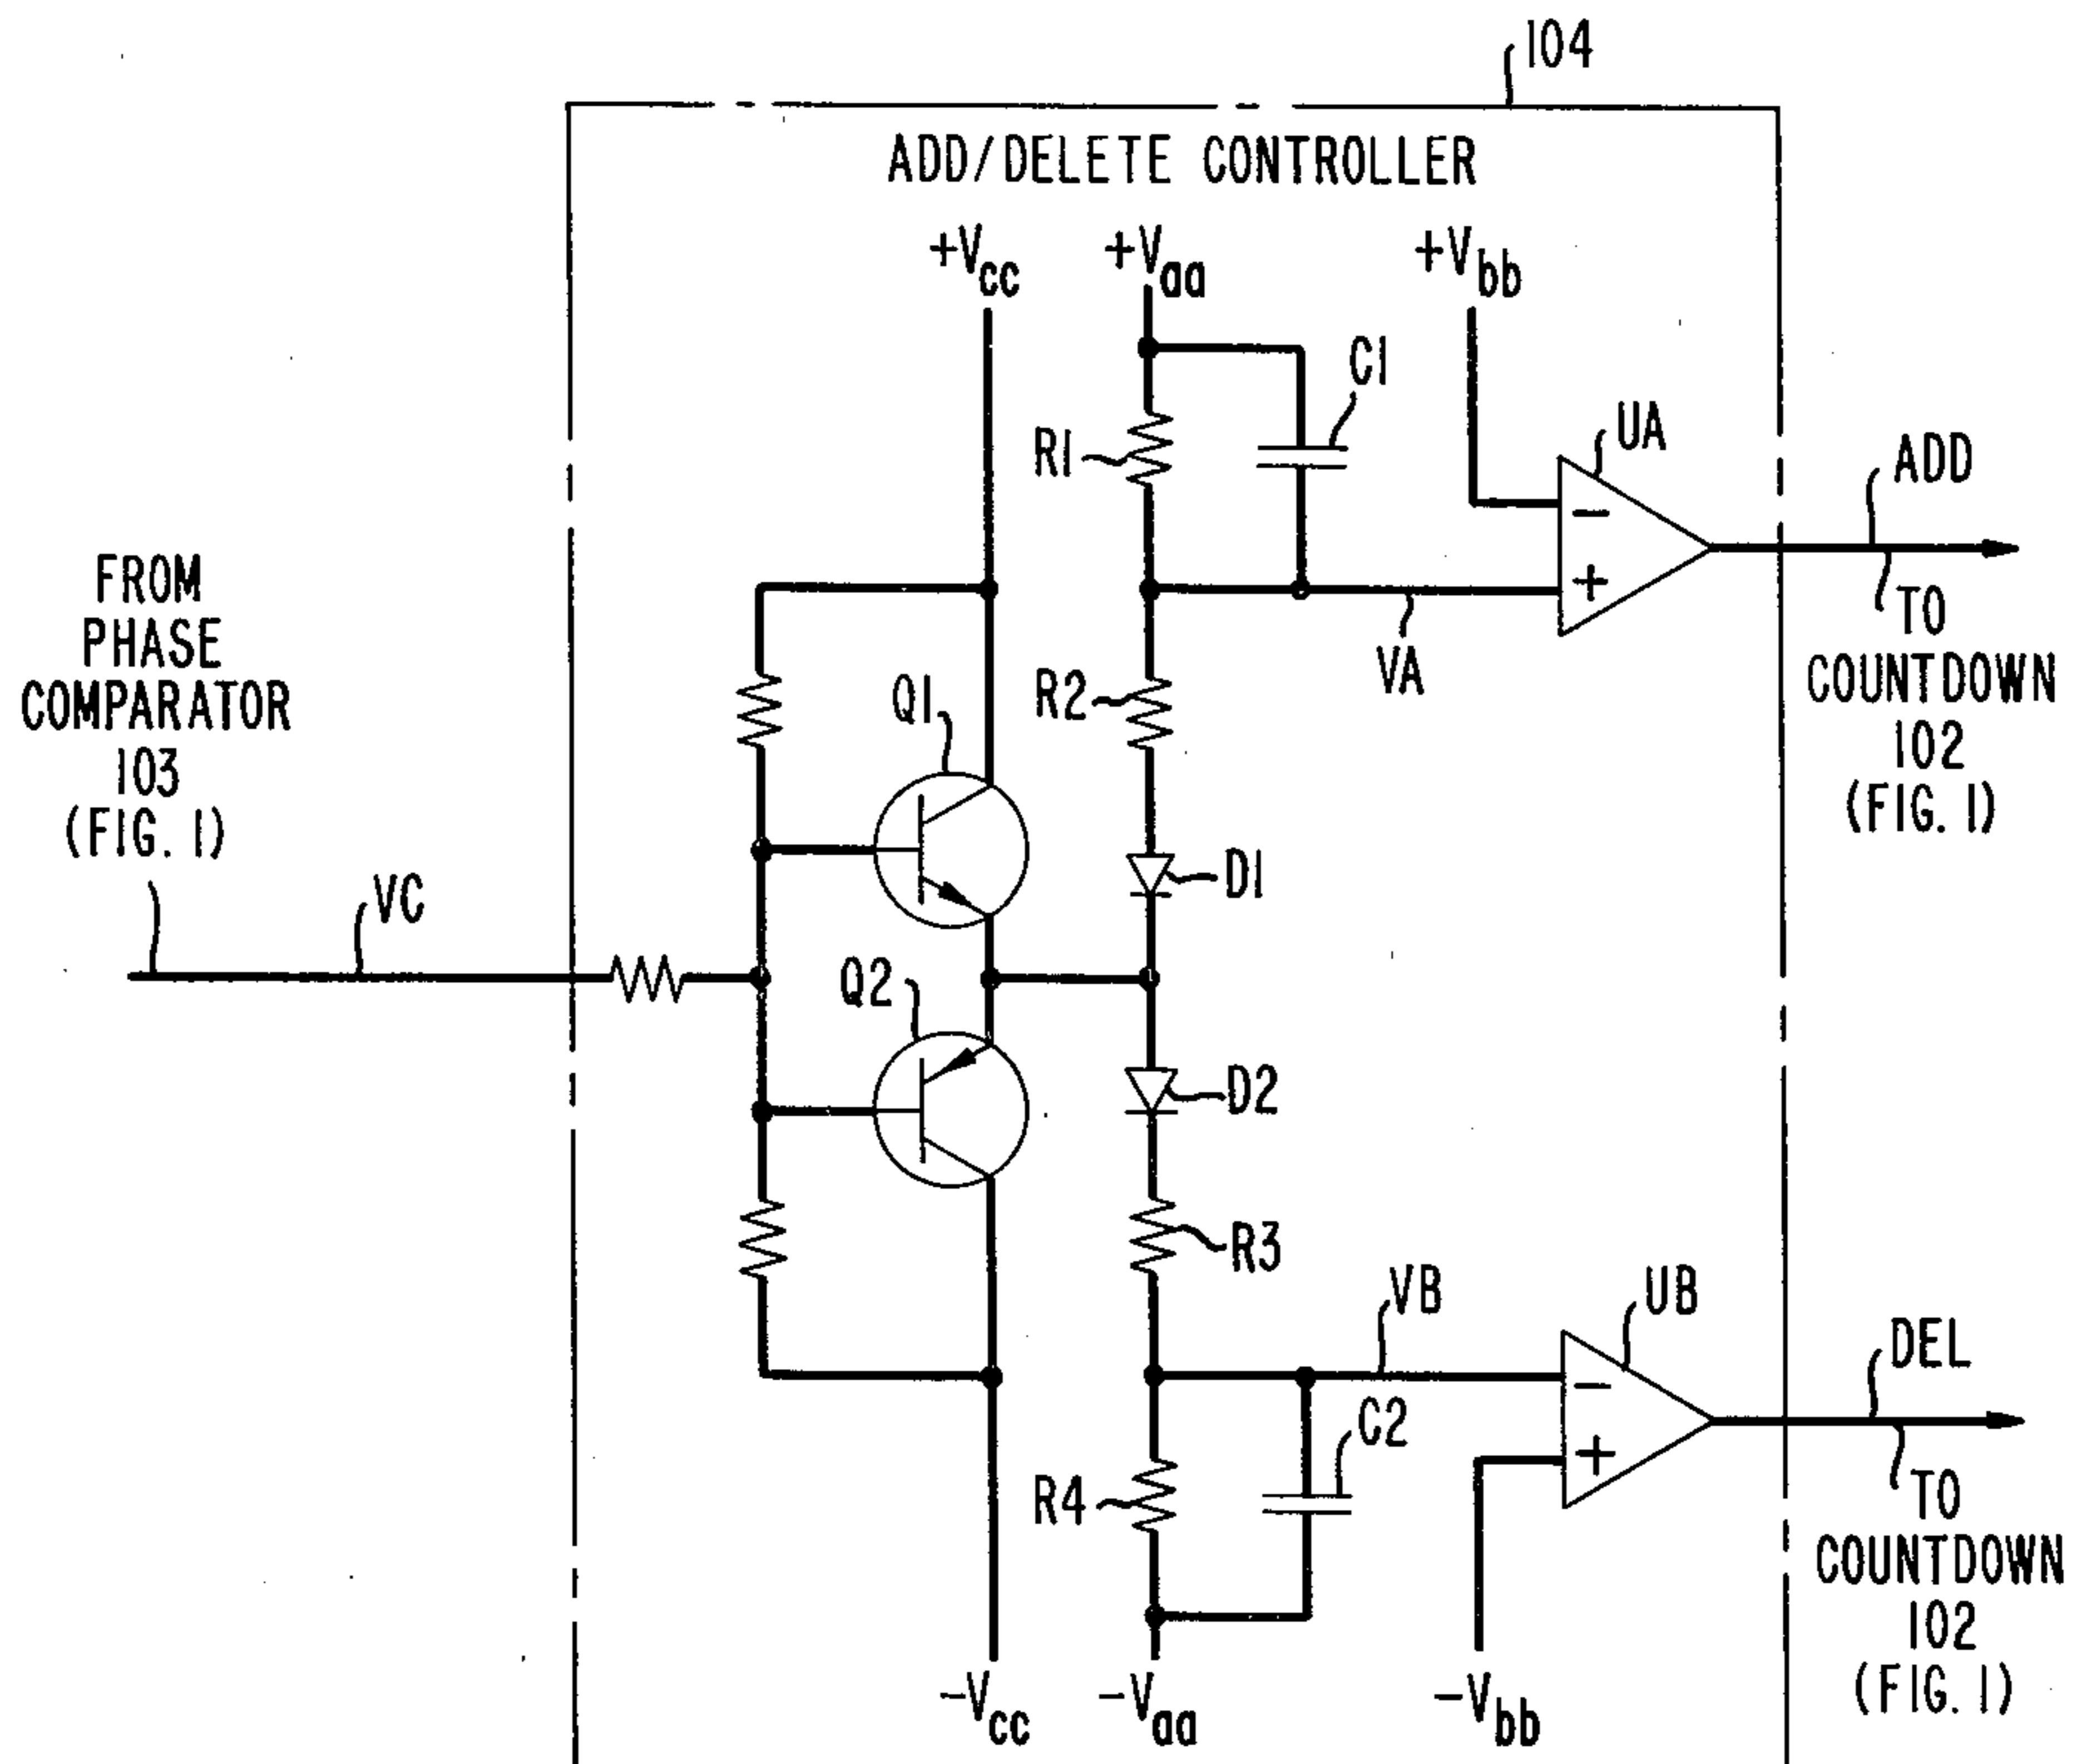 104
ADD/DELETE CONTROLLER
+Vcc
+Vaa
+Vbb
C1
R1
UA
ADD
−
+
TO
COUNTDOWN
102
(FIG. 1)
VA
FROM
PHASE
COMPARATOR
103
(FIG. 1)
Q1
R2
D1
VC
Q2
D2
R3
VB
UB
DEL
−
+
C2
R4
TO
COUNTDOWN
102
(FIG. 1)
−Vcc
−Vaa
−Vbb